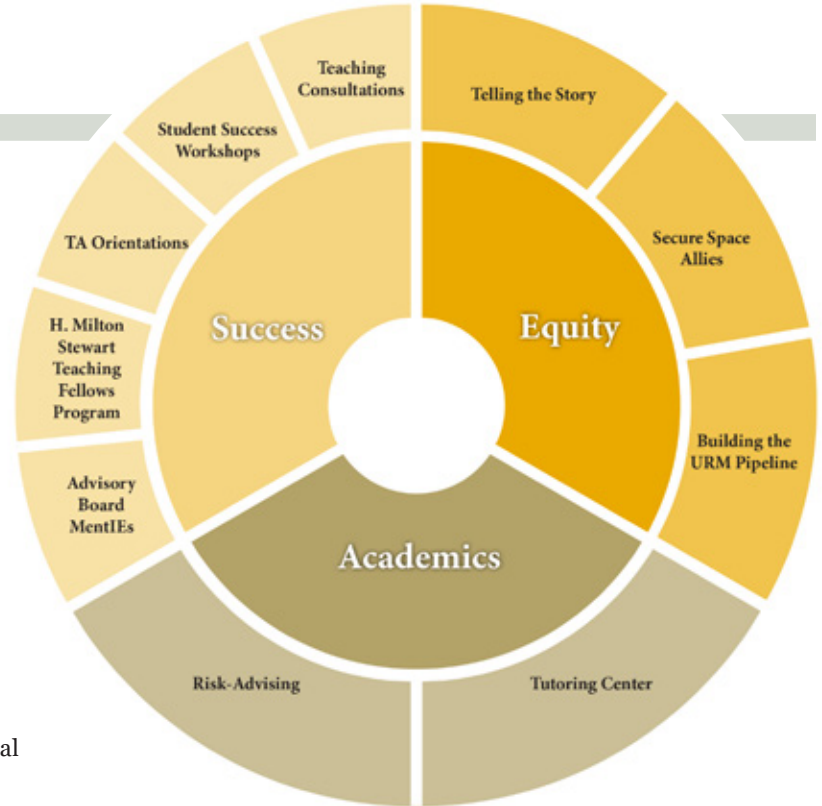 Teaching
Consultations
Telling the Story
Student Success
Workshops
TA Orientations
Secure Space
Allies
H. Milton
Stewart
Teaching
Fellows
Program
Success
Equity
Building the
URM Pipeline
Advisory
Board
MentIEs
Academics
Risk-Advising
Tutoring Center
al